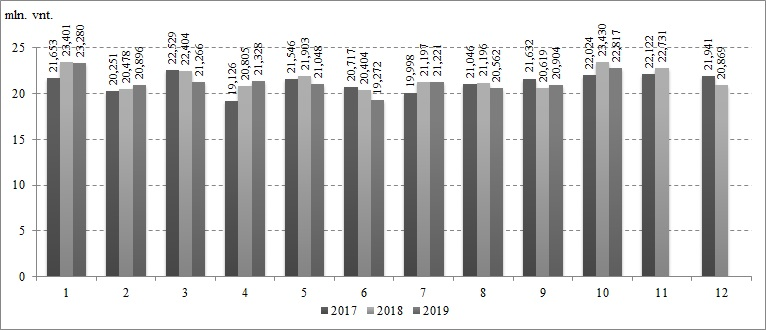 mln. vnt.
25
20
15
10
5
0
21,653 23,401 23,280
20,251 20,478 20,896
22,529 22,404 21,266
19,126 20,805 21,328
21,546 21,903 21,048
20,717 20,404 19,272
19,998 21,197 21,221
21,046 21,196 20,562
21,632 20,619 20,904
22,024 23,430 22,817
22,122 22,731
21,941 20,869
1 2 3 4 5 6 7 8 9 10 11 12
2017 2018 2019